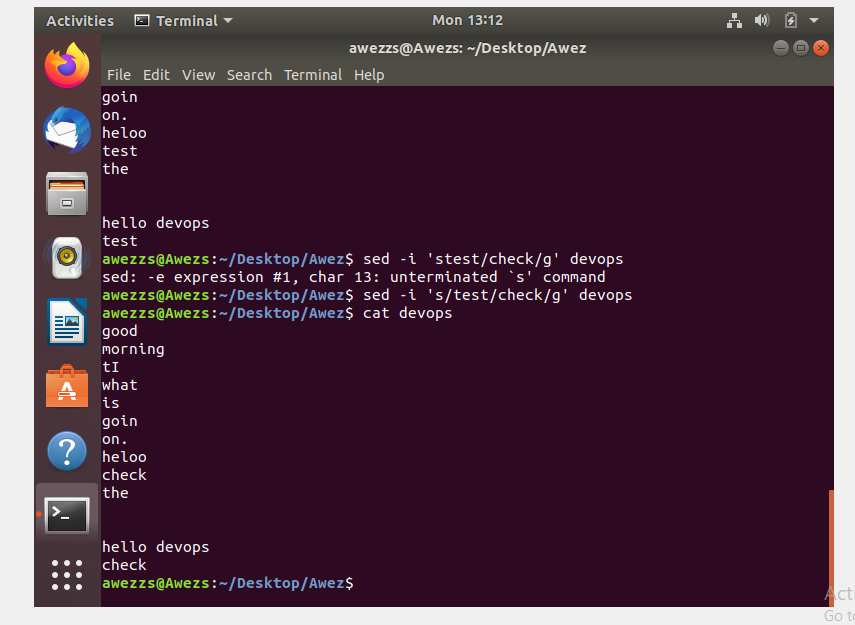 Activities Terminal Mon 13:12
awezzs@Awezs: ~/Desktop/Awez
File Edit View Search Terminal Help
goin
on.
heloo
test
the
hello devops
test
awezzs@Awezs:~/Desktop/Awez$ sed -i 'stest/check/g' devops
sed: -e expression #1, char 13: unterminated `s' command
awezzs@Awezs:~/Desktop/Awez$ sed -i 's/test/check/g' devops
awezzs@Awezs:~/Desktop/Awez$ cat devops
good
morning
tI
what
is
goin
on.
heloo
check
the
hello devops
check
awezzs@Awezs:~/Desktop/Awez$
Go to